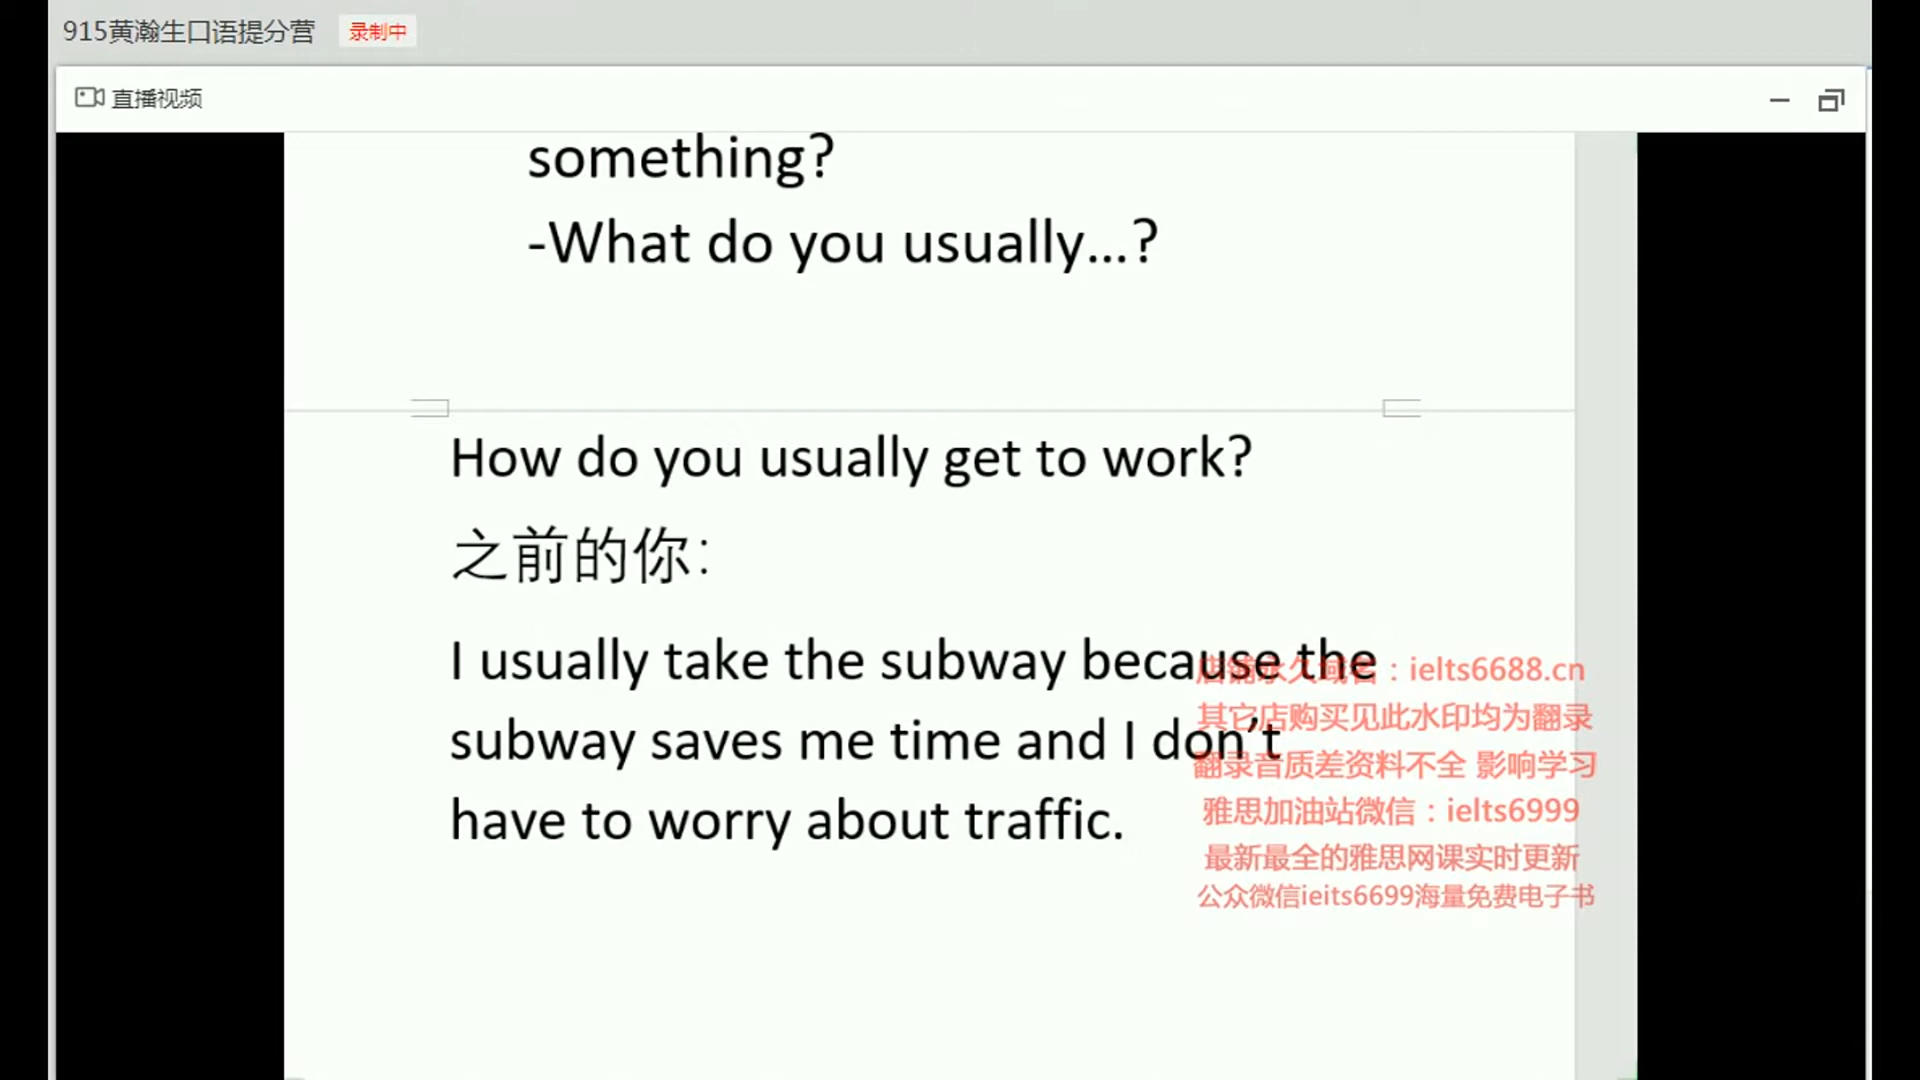 915黄瀚生口语提分营 录制中
直播视频
something?
-What do you usually...?
How do you usually get to work?
之前的你：
I usually take the subway because the
subway saves me time and I don’t
have to worry about traffic.
店铺永久域名：ielts6688.cn
其它店购买见此水印均为翻录
翻录音质差资料不全 影响学习
雅思加油站微信：ielts6999
最新最全的雅思网课实时更新
公众微信ieits6699海量免费电子书